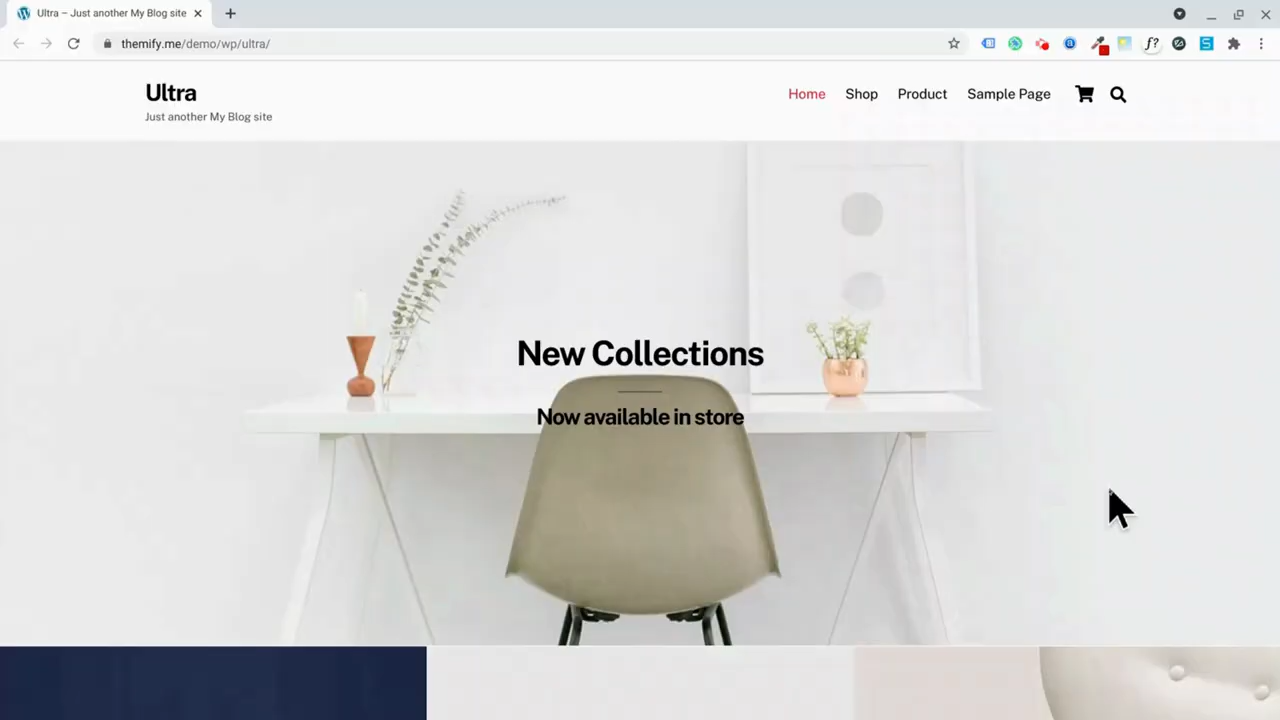 Ultra – Just another My Blog site
themify.me/demo/wp/ultra/
Ultra
Just another My Blog site
Home Shop Product Sample Page
New Collections
Now available in store